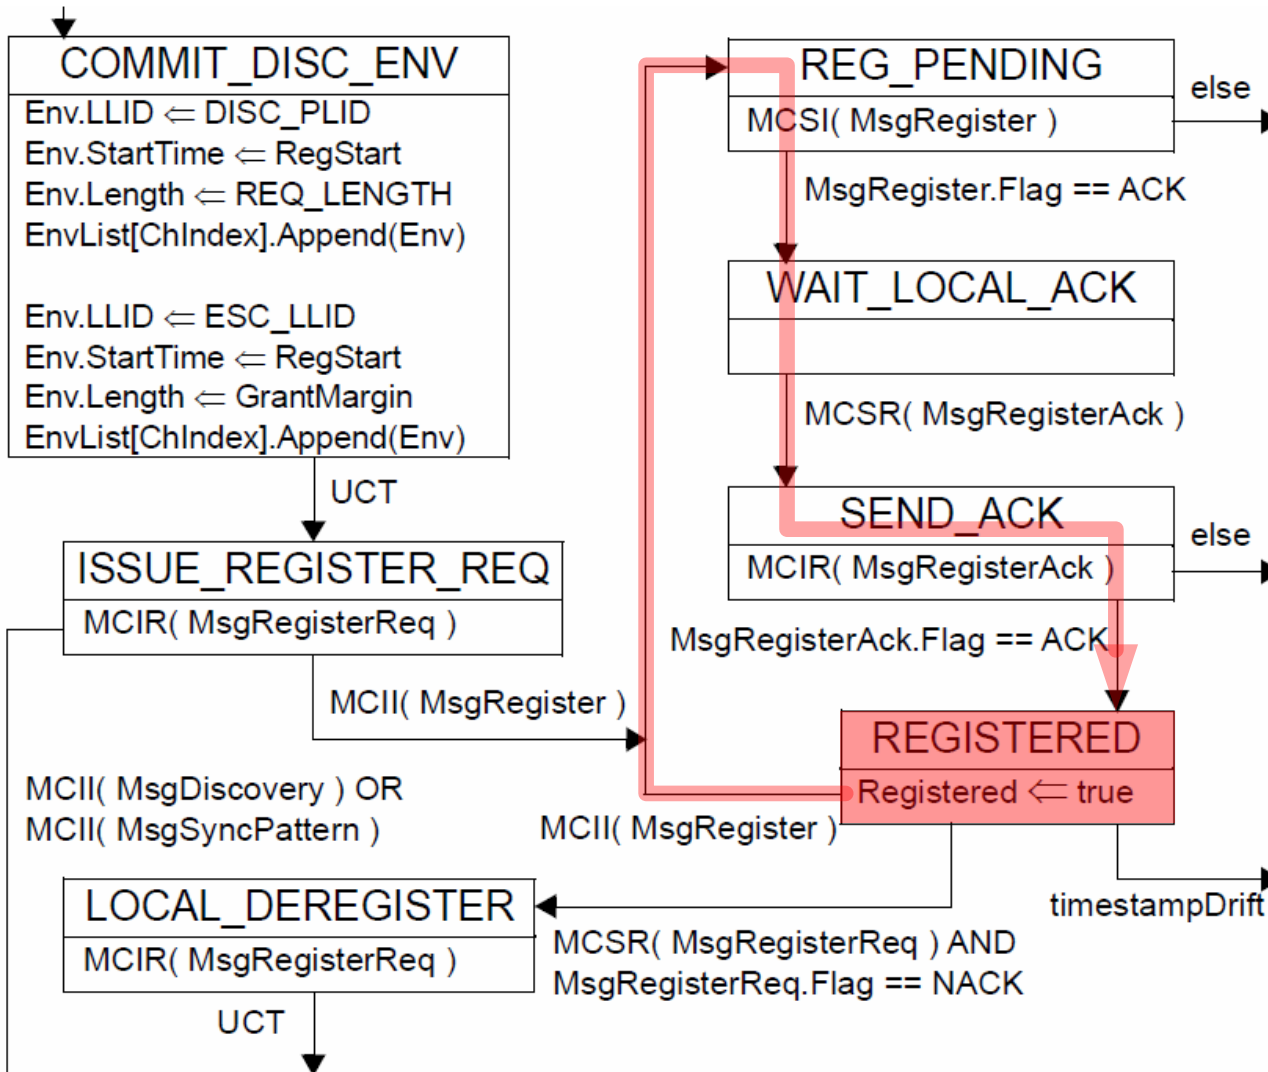 COMMIT_DISC_ENV
Env.LLID ⇐ DISC_PLID
Env.StartTime ⇐ RegStart
Env.Length ⇐ REQ_LENGTH
EnvList[ChIndex].Append(Env)
Env.LLID ⇐ ESC_LLID
Env.StartTime ⇐ RegStart
Env.Length ⇐ GrantMargin
EnvList[ChIndex].Append(Env)
UCT
ISSUE_REGISTER_REQ
MCIR( MsgRegisterReq )
MCII( MsgRegister )
MCII( MsgDiscovery ) OR
MCII( MsgSyncPattern )
LOCAL_DEREGISTER
MCIR( MsgRegisterReq )
UCT
REG_PENDING
MCSI( MsgRegister )
else
MsgRegister.Flag == ACK
WAIT_LOCAL_ACK
MCSR( MsgRegisterAck )
SEND_ACK
MCIR( MsgRegisterAck )
else
MsgRegisterAck.Flag == ACK
REGISTERED
Registered ⇐ true
MCII( MsgRegister )
timestampDrift
MCSR( MsgRegisterReq ) AND
MsgRegisterReq.Flag == NACK